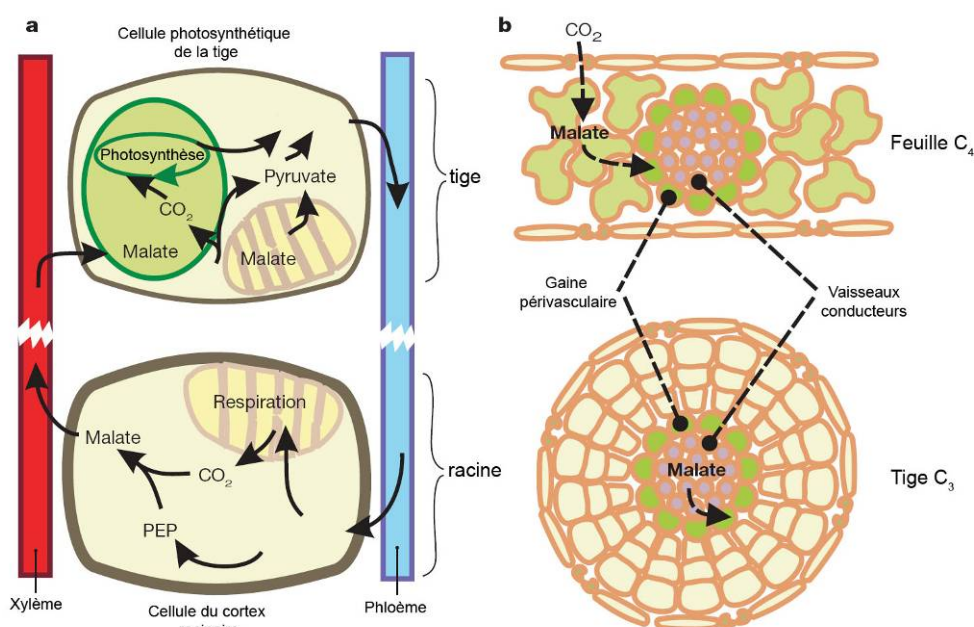 a
Cellule photosynthétique
de la tige
Photosynthèse
Pyruvate
CO₂
Malate
Malate
tige
Respiration
Malate
CO₂
PEP
racine
Xylème
Cellule du cortex
Phloème
b
CO₂
Malate
Feuille C₄
Gaine
périvasculaire
Vaisseaux
conducteurs
Malate
Tige C₃